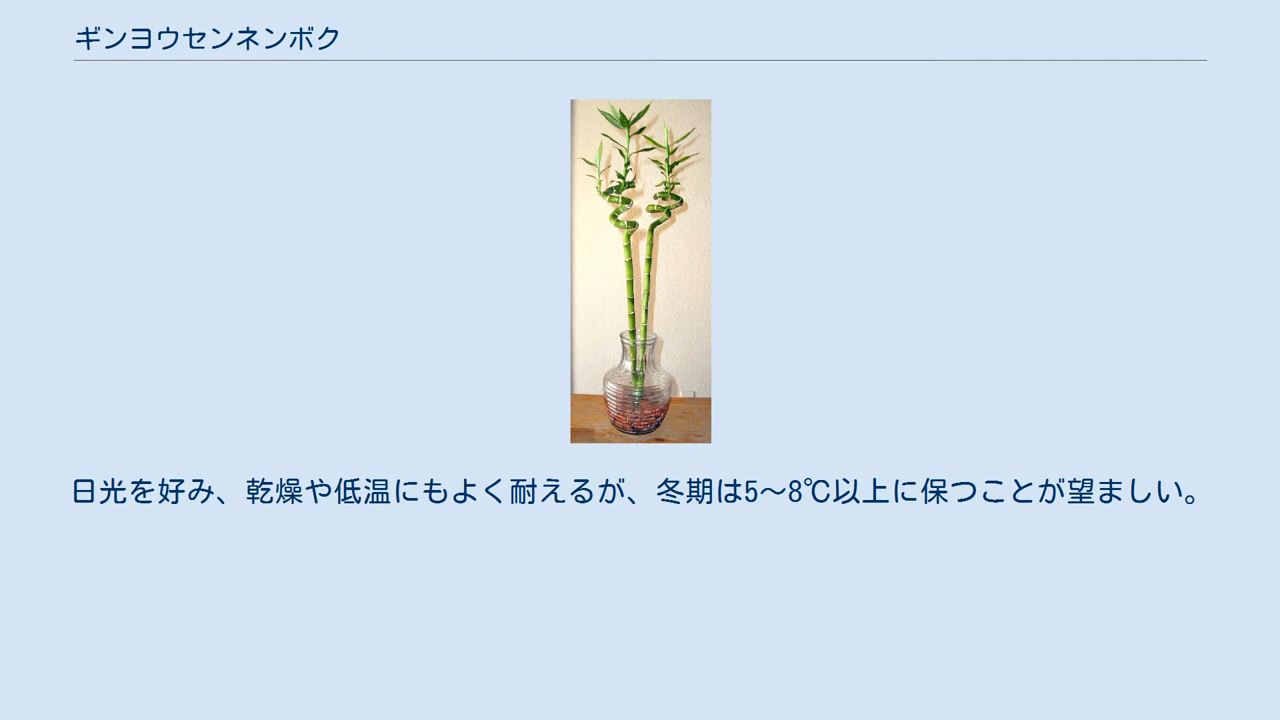 ギンヨウセンネンボク
日光を好み、乾燥や低温にもよく耐えるが、冬期は5～8℃以上に保つことが望ましい。